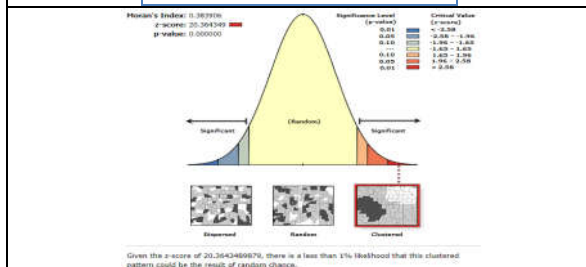 Moran's Index: 0.383906
z-score: 20.364349
p-value: 0.000000
Significance Level (p-value)
Critical Value (z-score)
0.01 < -2.58
0.05 -2.58 - -1.96
0.10 -1.96 - -1.65
--- -1.65 - 1.65
0.10 1.65 - 1.96
0.05 1.96 - 2.58
0.01 > 2.58
Significant
(Random)
Significant
Dispersed
Random
Clustered
Given the z-score of 20.3643489879, there is a less than 1% likelihood that this clustered
pattern could be the result of random chance.